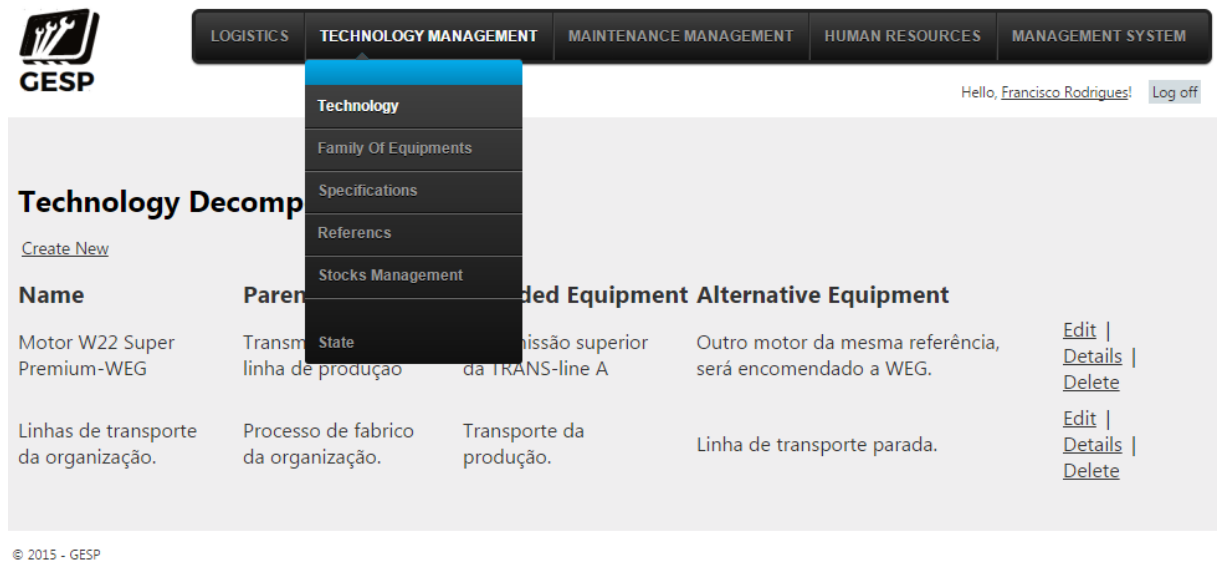 GESP
LOGISTICS TECHNOLOGY MANAGEMENT MAINTENANCE MANAGEMENT HUMAN RESOURCES MANAGEMENT SYSTEM
Hello, Francisco Rodrigues! Log off
Technology
Family Of Equipments
Specifications
Referencs
Stocks Management
State
Technology Decomp
Create New
Name Paren ded Equipment Alternative Equipment
Motor W22 Super
Premium-WEG
Transm
linha de produção
issão superior
da TRANS-line A
Outro motor da mesma referência,
será encomendado a WEG.
Edit |
Details |
Delete
Linhas de transporte
da organização.
Processo de fabrico
da organização.
Transporte da
produção.
Linha de transporte parada.
Edit |
Details |
Delete
© 2015 - GESP